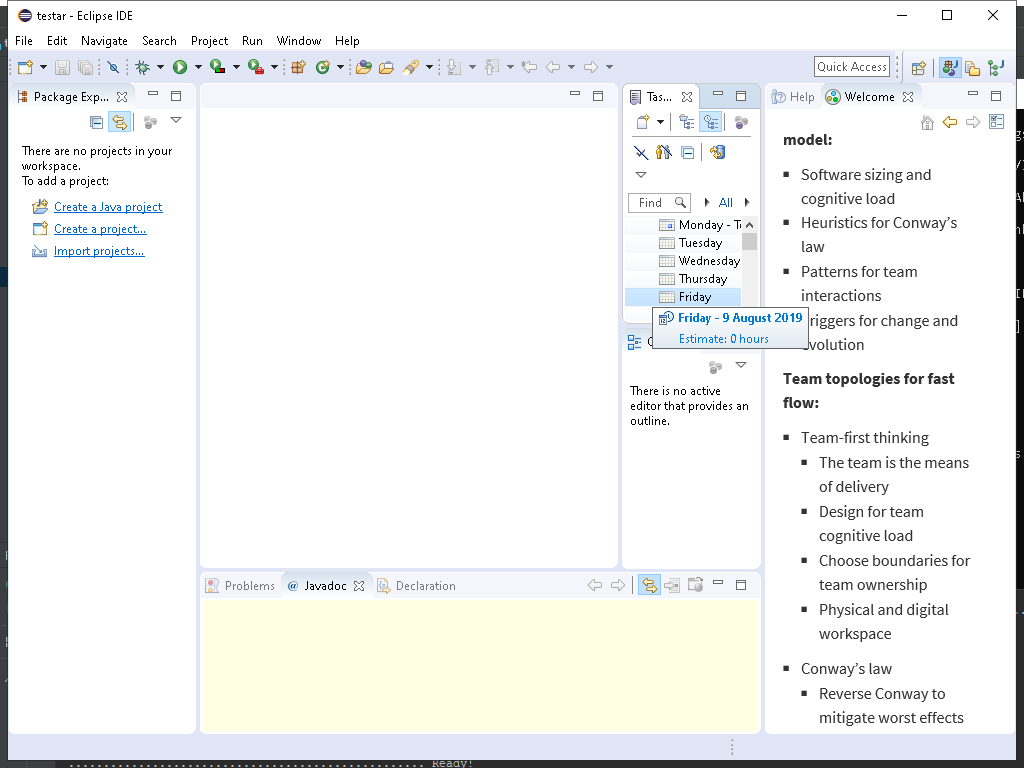 testar - Eclipse IDE
File Edit Navigate Search Project Run Window Help
Quick Access
Package Exp...
There are no projects in your
workspace.
To add a project:
Create a Java project
Create a project...
Import projects...
Tas...
Find
All
Monday - T
Tuesday
Wednesday
Thursday
Friday
Friday - 9 August 2019
Estimate: 0 hours
There is no active
editor that provides an
outline.
Help
Welcome
model:
Software sizing and
cognitive load
Heuristics for Conway’s
law
Patterns for team
interactions
Triggers for change and
evolution
Team topologies for fast
flow:
Team-first thinking
The team is the means
of delivery
Design for team
cognitive load
Choose boundaries for
team ownership
Physical and digital
workspace
Conway’s law
Reverse Conway to
mitigate worst effects
Problems
@ Javadoc
Declaration
Ready!